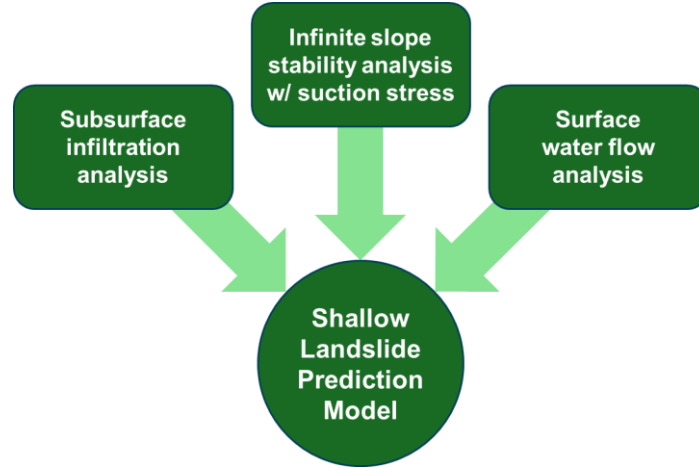 Infinite slope
stability analysis
w/ suction stress
Subsurface
infiltration
analysis
Surface
water flow
analysis
Shallow
Landslide
Prediction
Model